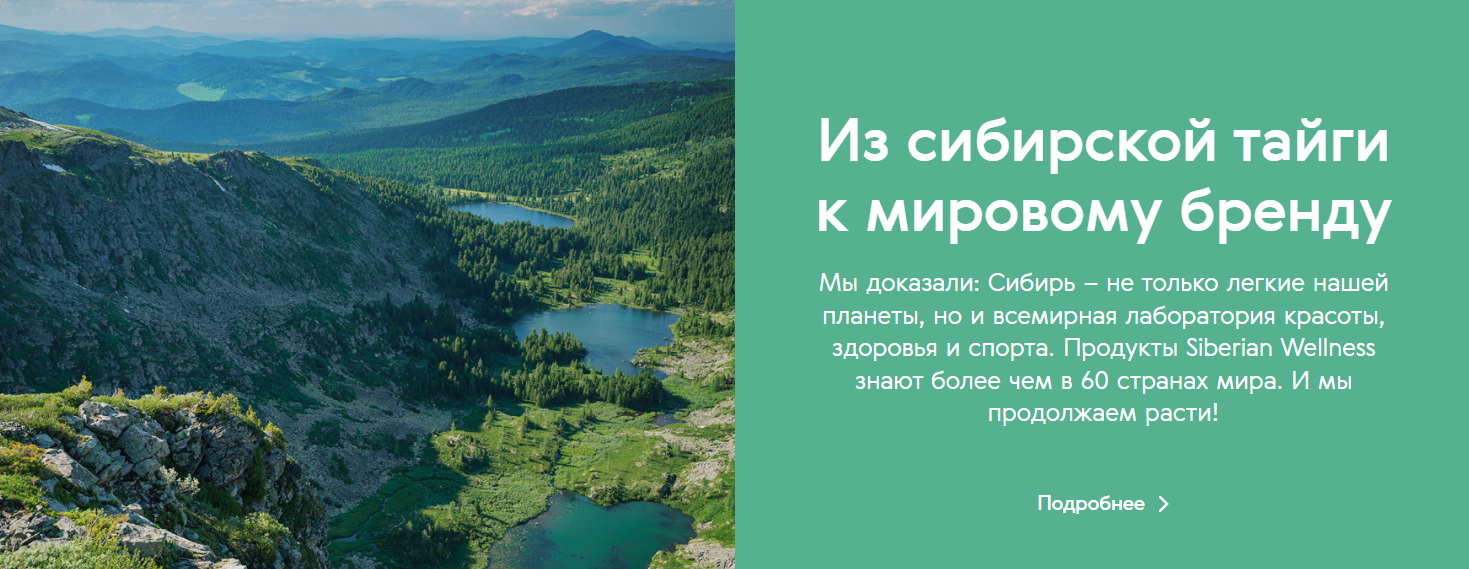 Из сибирской тайги
к мировому бренду
Мы доказали: Сибирь – не только легкие нашей
планеты, но и всемирная лаборатория красоты,
здоровья и спорта. Продукты Siberian Wellness
знают более чем в 60 странах мира. И мы
продолжаем расти!
Подробнее